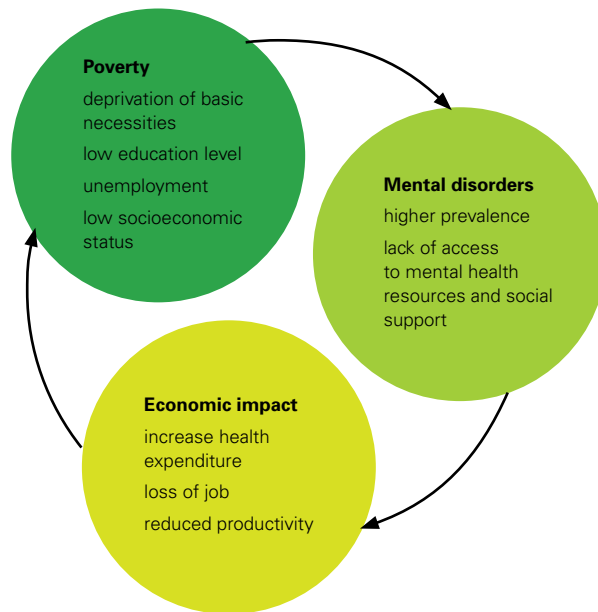 Poverty
deprivation of basic
necessities
low education level
unemployment
low socioeconomic
status
Mental disorders
higher prevalence
lack of access
to mental health
resources and social
support
Economic impact
increase health
expenditure
loss of job
reduced productivity